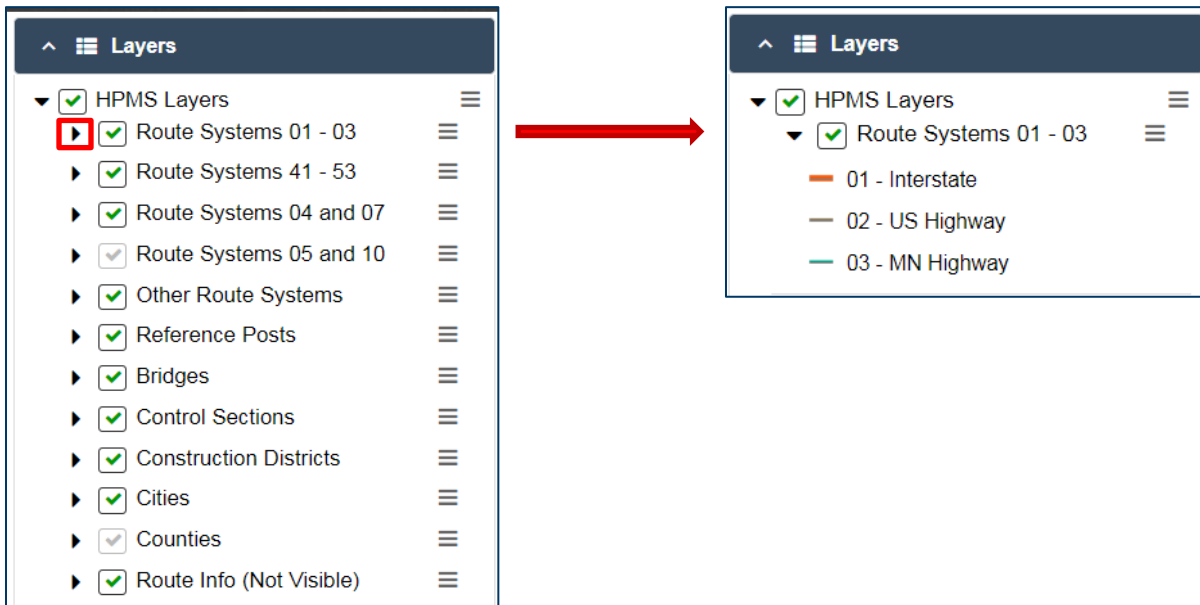 Layers
HPMS Layers
Route Systems 01 - 03
Route Systems 41 - 53
Route Systems 04 and 07
Route Systems 05 and 10
Other Route Systems
Reference Posts
Bridges
Control Sections
Construction Districts
Cities
Counties
Route Info (Not Visible)
Layers
HPMS Layers
Route Systems 01 - 03
01 - Interstate
02 - US Highway
03 - MN Highway